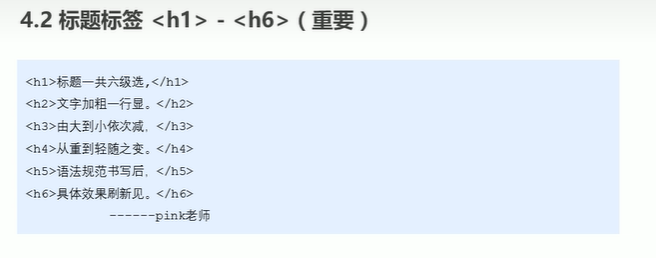 4.2 标题标签 <h1> - <h6>（重要）
<h1>标题一共六级选,</h1>
<h2>文字加粗一行显。</h2>
<h3>由大到小依次减，</h3>
<h4>从重到轻随之变。</h4>
<h5>语法规范书写后，</h5>
<h6>具体效果刷新见。</h6>
------pink老师